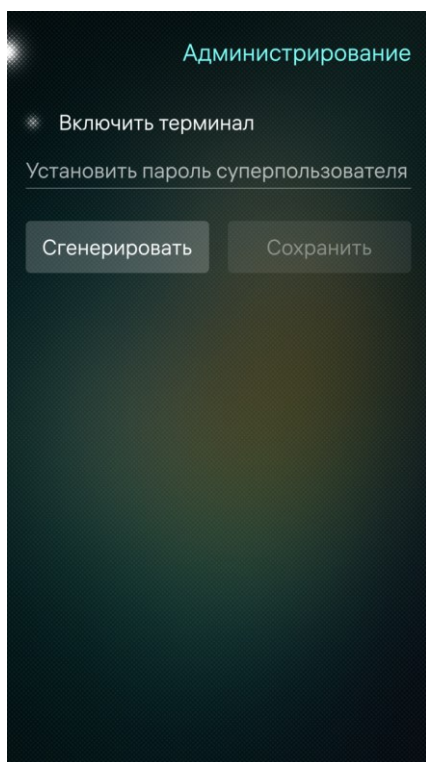 Администрирование
Включить терминал
Установить пароль суперпользователя
Сгенерировать
Сохранить